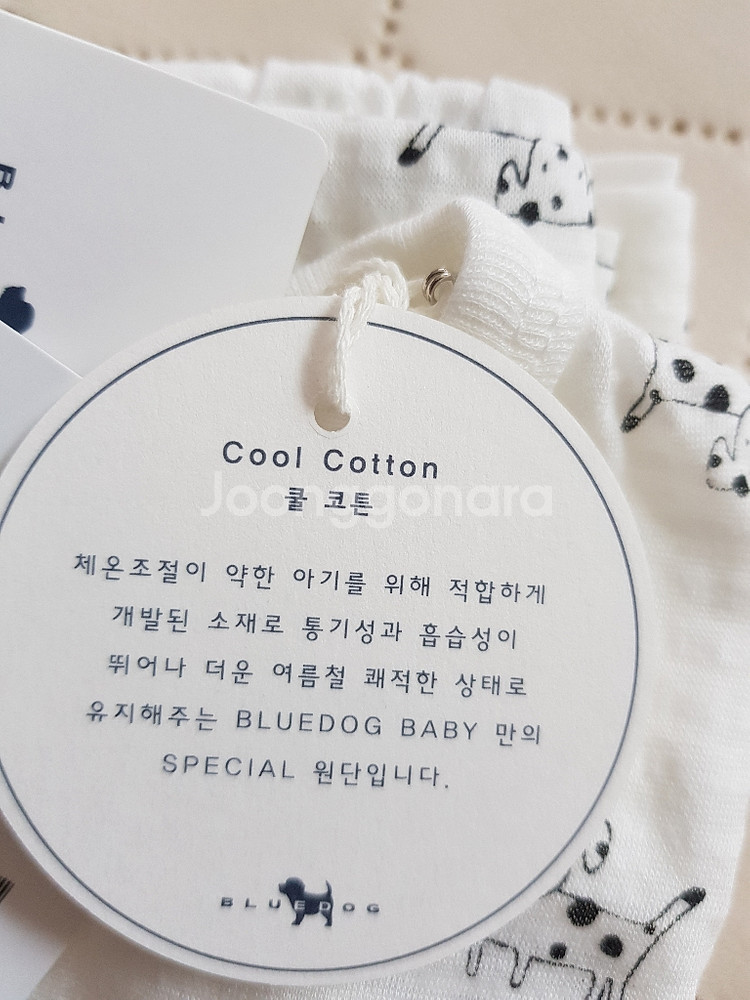 Cool Cotton
쿨 코튼
Joonggonara
체온조절이 약한 아기를 위해 적합하게
개발된 소재로 통기성과 흡습성이
뛰어나 더운 여름철 쾌적한 상태로
유지해주는 BLUEDOG BABY 만의
SPECIAL 원단입니다.
BLUEDOG